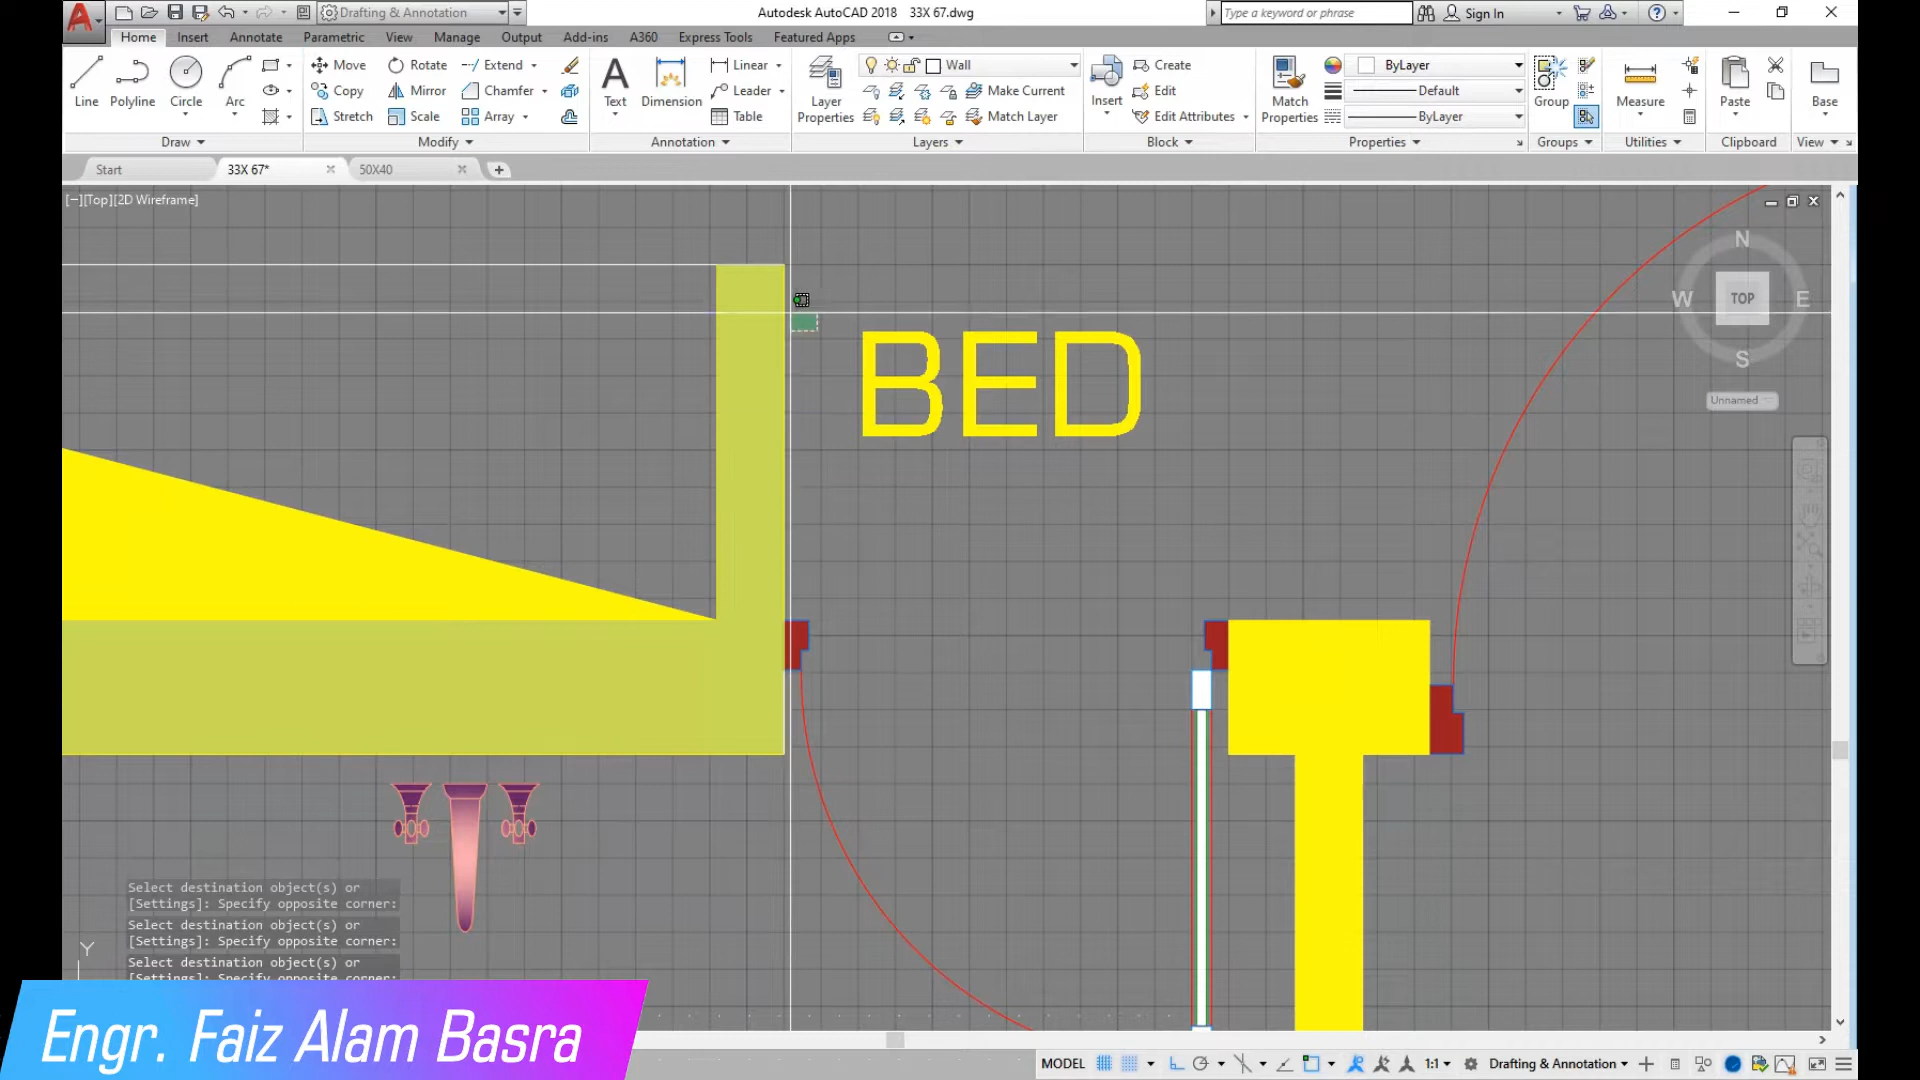 Drafting & Annotation
Autodesk AutoCAD 2018 33X 67.dwg
Type a keyword or phrase
Sign In
Home Insert Annotate Parametric View Manage Output Add-ins A360 Express Tools Featured Apps
Line Polyline Circle Arc
Move Rotate Extend
Copy Mirror Chamfer
Stretch Scale Array
Text Dimension
Linear
Leader
Table
Layer Properties
Wall
Make Current
Match Layer
Insert
Create
Edit
Edit Attributes
Match Properties
ByLayer
Default
ByLayer
Group
Measure
Paste
Base
Draw Modify Annotation Layers Block Properties Groups Utilities Clipboard View
Start 33X 67* 50X40
[−][Top][2D Wireframe]
N
W TOP E
S
Unnamed
BED
Select destination object(s) or
[Settings]: Specify opposite corner:
Select destination object(s) or
[Settings]: Specify opposite corner:
Select destination object(s) or
[Settings]: Specify opposite corner:
Y
Engr. Faiz Alam Basra
MODEL 1:1 Drafting & Annotation